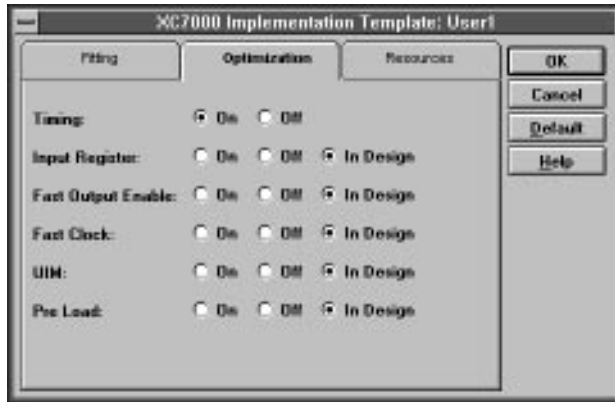 XC7000 Implementation Template: User1
Fitting Optimization Resources
OK
Cancel
Default
Help
Timing: On Off
Input Register: On Off In Design
Fast Output Enable: On Off In Design
Fast Clock: On Off In Design
UIM: On Off In Design
Pre Load: On Off In Design